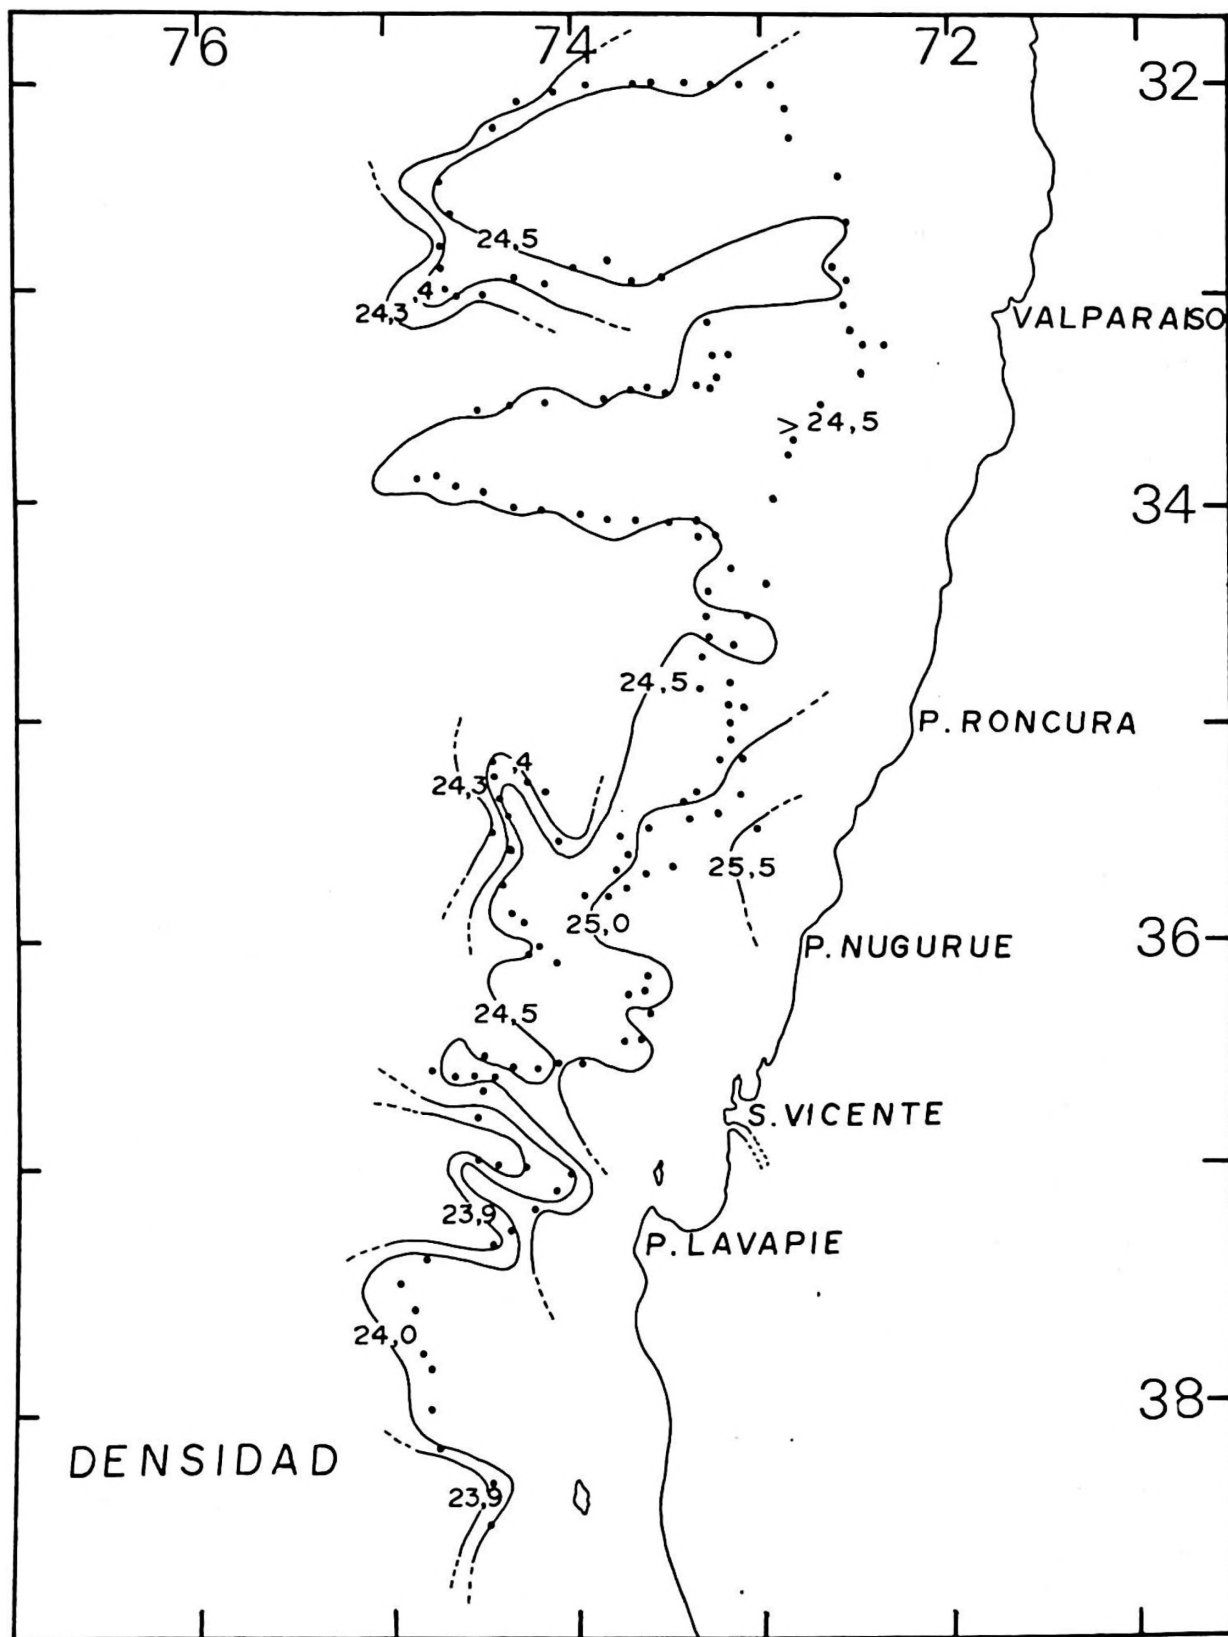 76 74 72
32
24,5
24,3 ,4
VALPARAISO
>24,5
34
24,5
P. RONCURA
24,3 ,4
25,5
25,0
36
P. NUGURUE
24,5
S. VICENTE
23,9
P. LAVAPIE
24,0
38
DENSIDAD
23,9